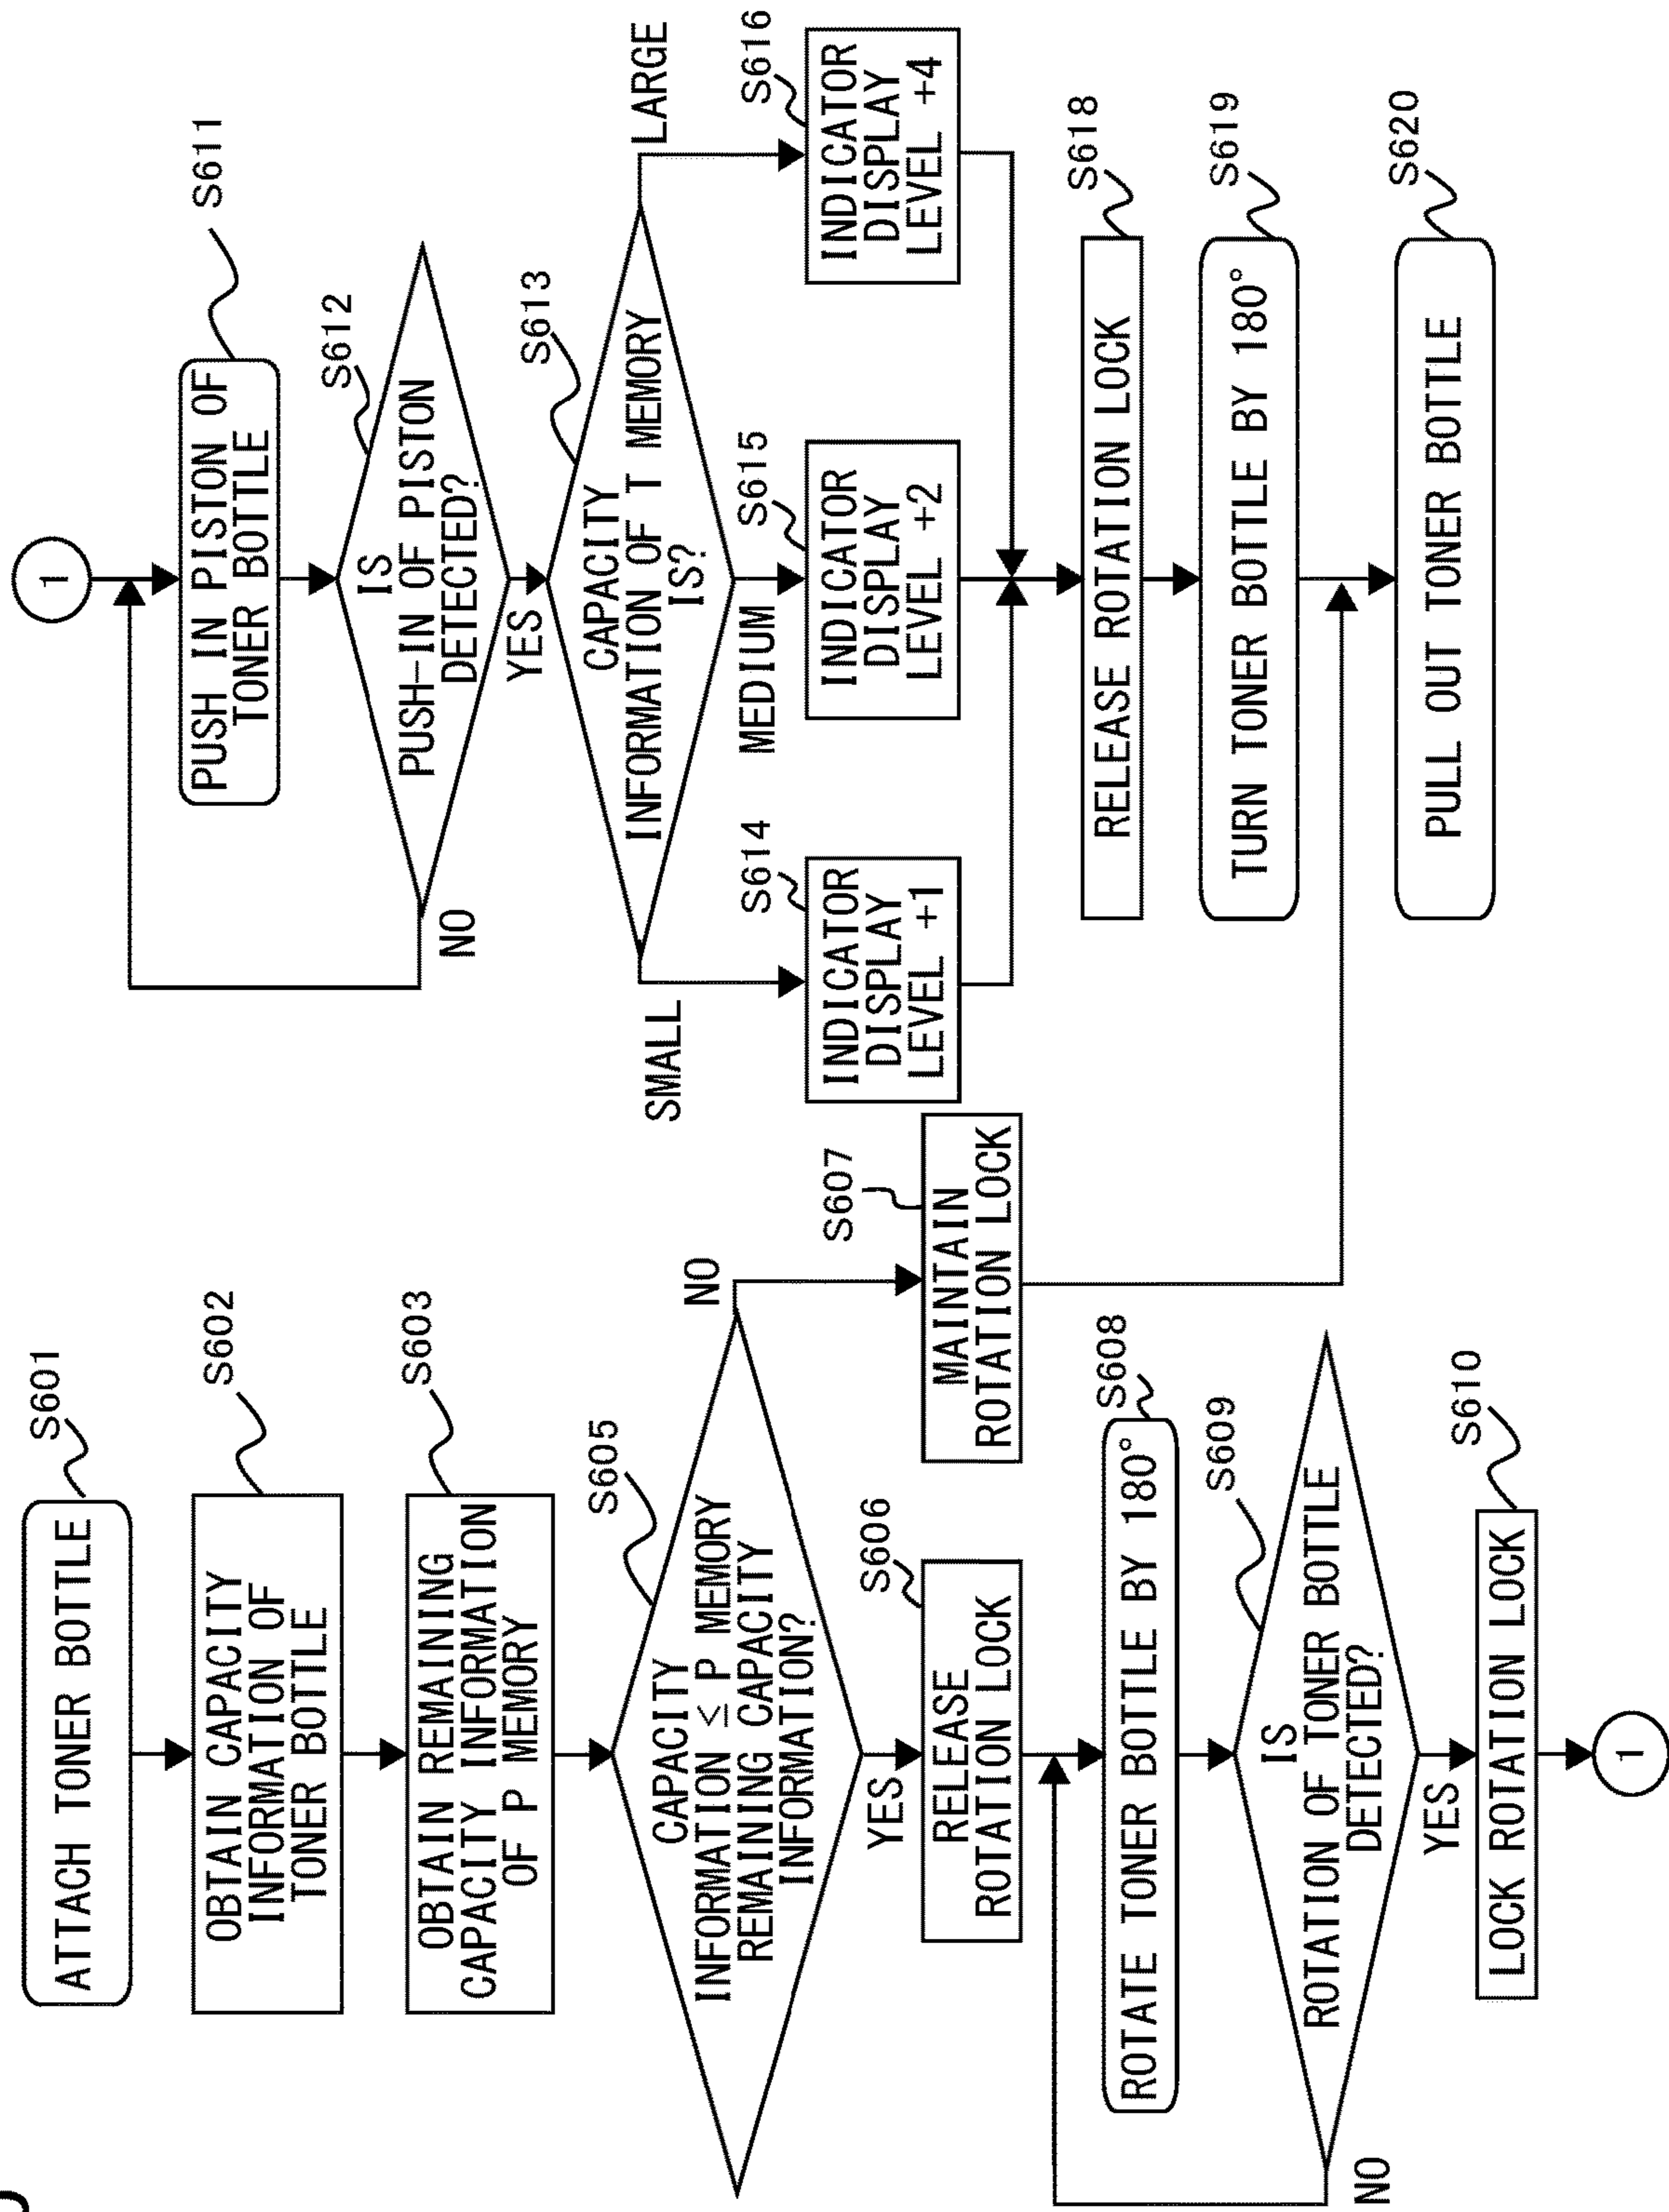 S601
ATTACH TONER BOTTLE
S602
OBTAIN CAPACITY
INFORMATION OF
TONER BOTTLE
S603
OBTAIN REMAINING
CAPACITY INFORMATION
OF P MEMORY
S605
CAPACITY
INFORMATION ≤ P MEMORY
REMAINING CAPACITY
INFORMATION?
NO
YES
S606
RELEASE
ROTATION LOCK
S607
MAINTAIN
ROTATION LOCK
S608
ROTATE TONER BOTTLE BY 180°
S609
IS
ROTATION OF TONER BOTTLE
DETECTED?
NO
YES
S610
LOCK ROTATION LOCK
1
1
S611
PUSH IN PISTON OF
TONER BOTTLE
S612
IS
PUSH-IN OF PISTON
DETECTED?
NO
YES
S613
CAPACITY
INFORMATION OF T MEMORY
IS?
SMALL
MEDIUM
LARGE
S614
INDICATOR
DISPLAY
LEVEL +1
S615
INDICATOR
DISPLAY
LEVEL +2
S616
INDICATOR
DISPLAY
LEVEL +4
S618
RELEASE ROTATION LOCK
S619
TURN TONER BOTTLE BY 180°
S620
PULL OUT TONER BOTTLE